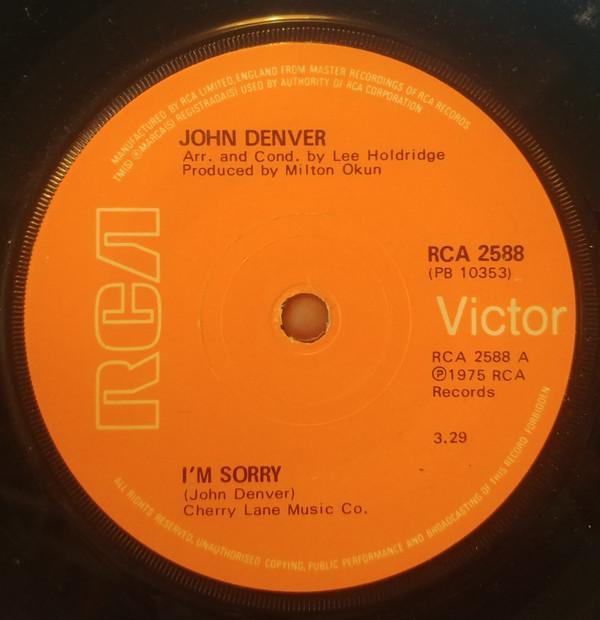 MANUFACTURED BY RCA LIMITED, ENGLAND FROM MASTER RECORDINGS OF RCA RECORDS
TM(S) ® MARCA(S) REGISTRADA(S) USED BY AUTHORITY OF RCA CORPORATION
JOHN DENVER
Arr. and Cond. by Lee Holdridge
Produced by Milton Okun
RCA
RCA 2588
(PB 10353)
Victor
RCA 2588 A
℗1975 RCA
Records
3.29
I'M SORRY
(John Denver)
Cherry Lane Music Co.
ALL RIGHTS RESERVED, UNAUTHORISED COPYING, PUBLIC PERFORMANCE AND BROADCASTING OF THIS RECORD FORBIDDEN